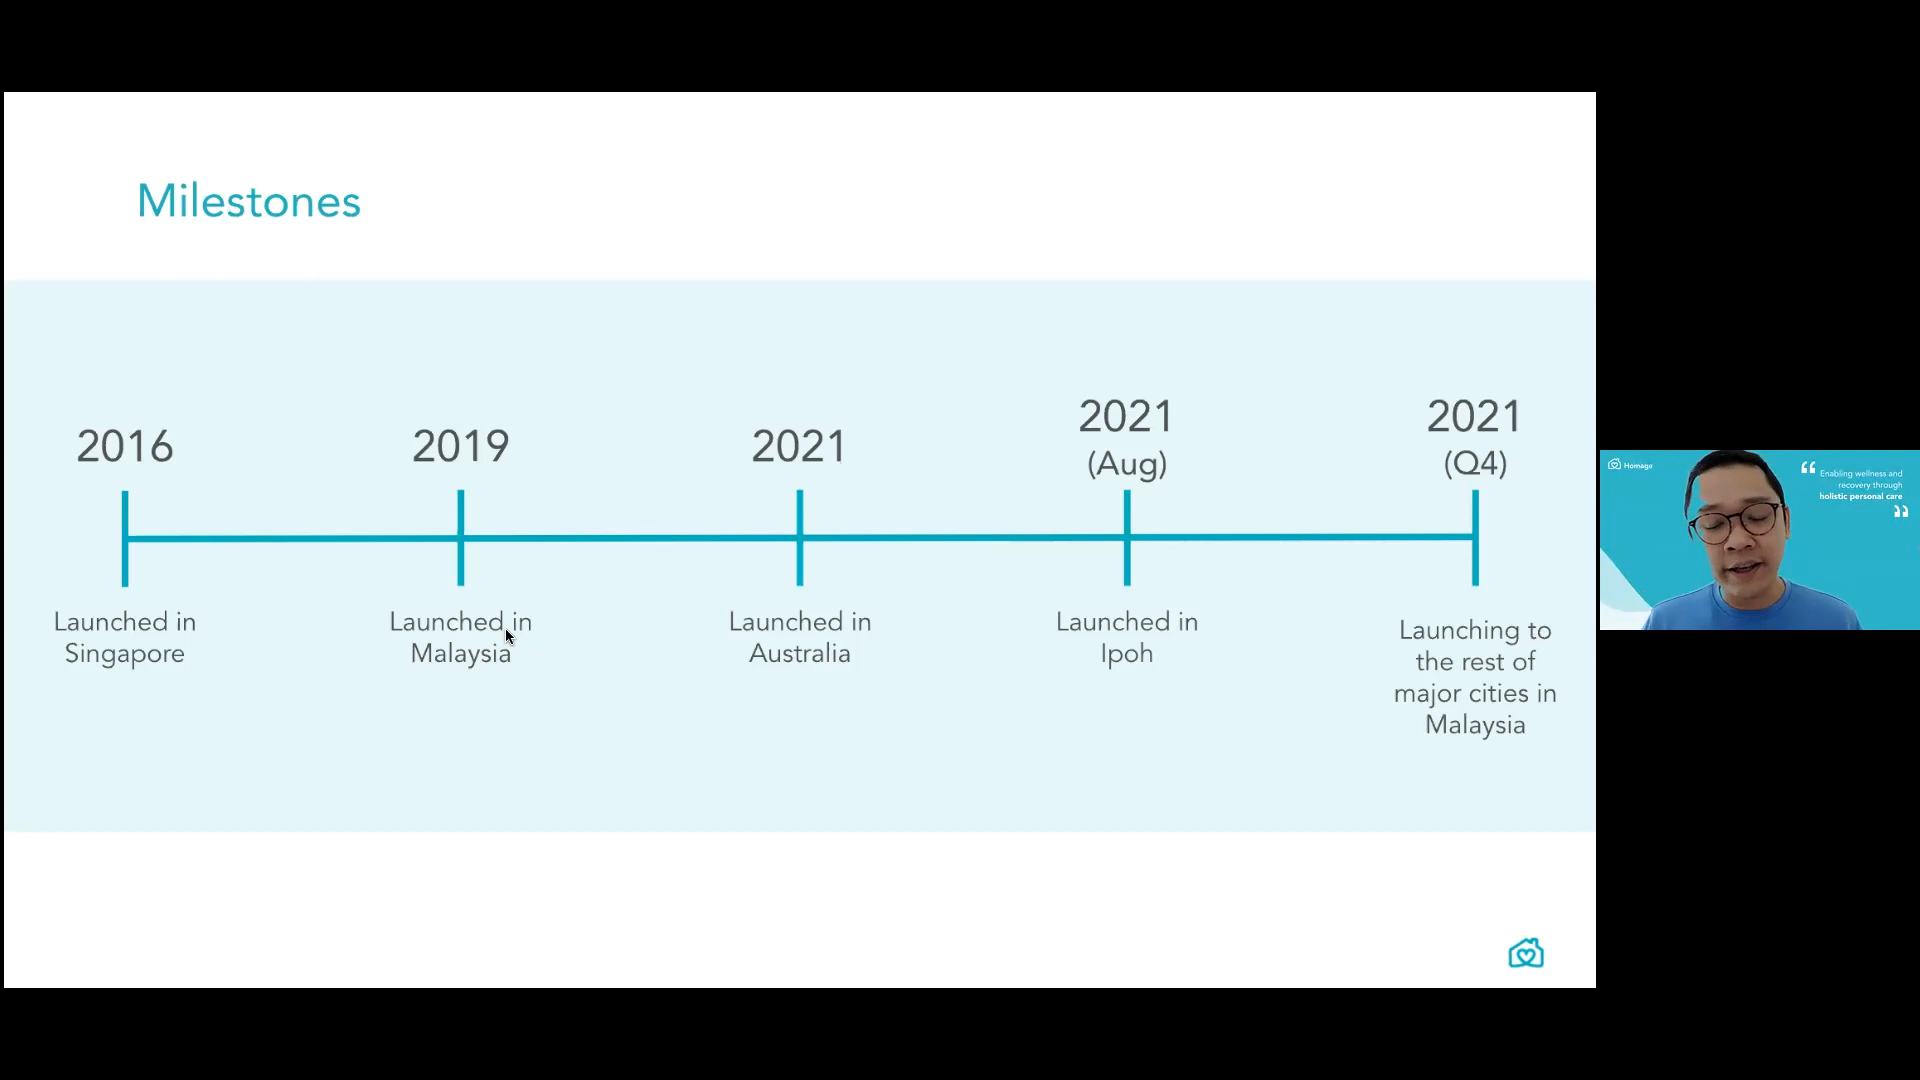 Milestones
2016
2019
2021
2021
(Aug)
2021
(Q4)
Launched in
Singapore
Launched in
Malaysia
Launched in
Australia
Launched in
Ipoh
Launching to
the rest of
major cities in
Malaysia
Homage
“ Enabling wellness and
recovery through
holistic personal care
”